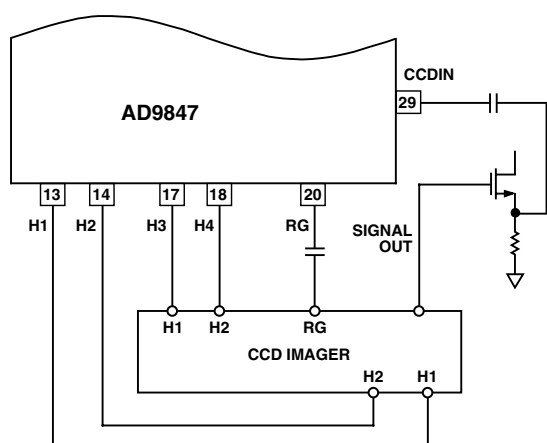 CCDIN
29
AD9847
13
14
17
18
20
H1
H2
H3
H4
RG
SIGNAL
OUT
H1
H2
RG
CCD IMAGER
H2
H1